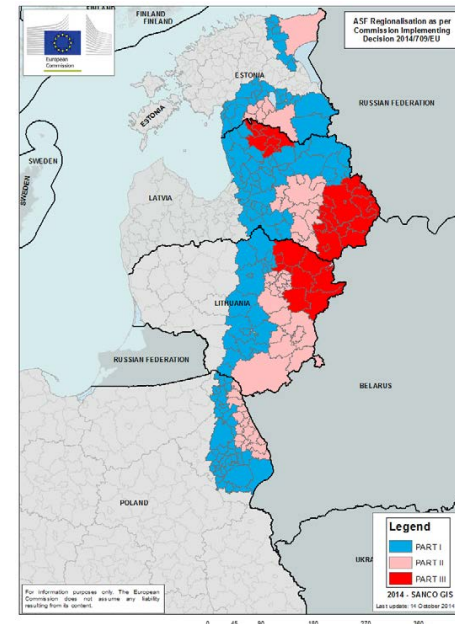 FINLAND
FINLAND
ASF Regionalisation as per
Commission Implementing
Decision 2014/709/EU
European
Commission
ESTONIA
RUSSIAN FEDERATION
ESTONIA
SWEDEN
SWEDEN
LATVIA
LITHUANIA
RUSSIAN FEDERATION
BELARUS
POLAND
Legend
PART I
PART II
PART III
UKRA
2014 - SANCO GIS
Last update: 14 October 2014
For information purposes only. The European
Commission does not assume any liability
resulting from its content.
0 45 90 180 260